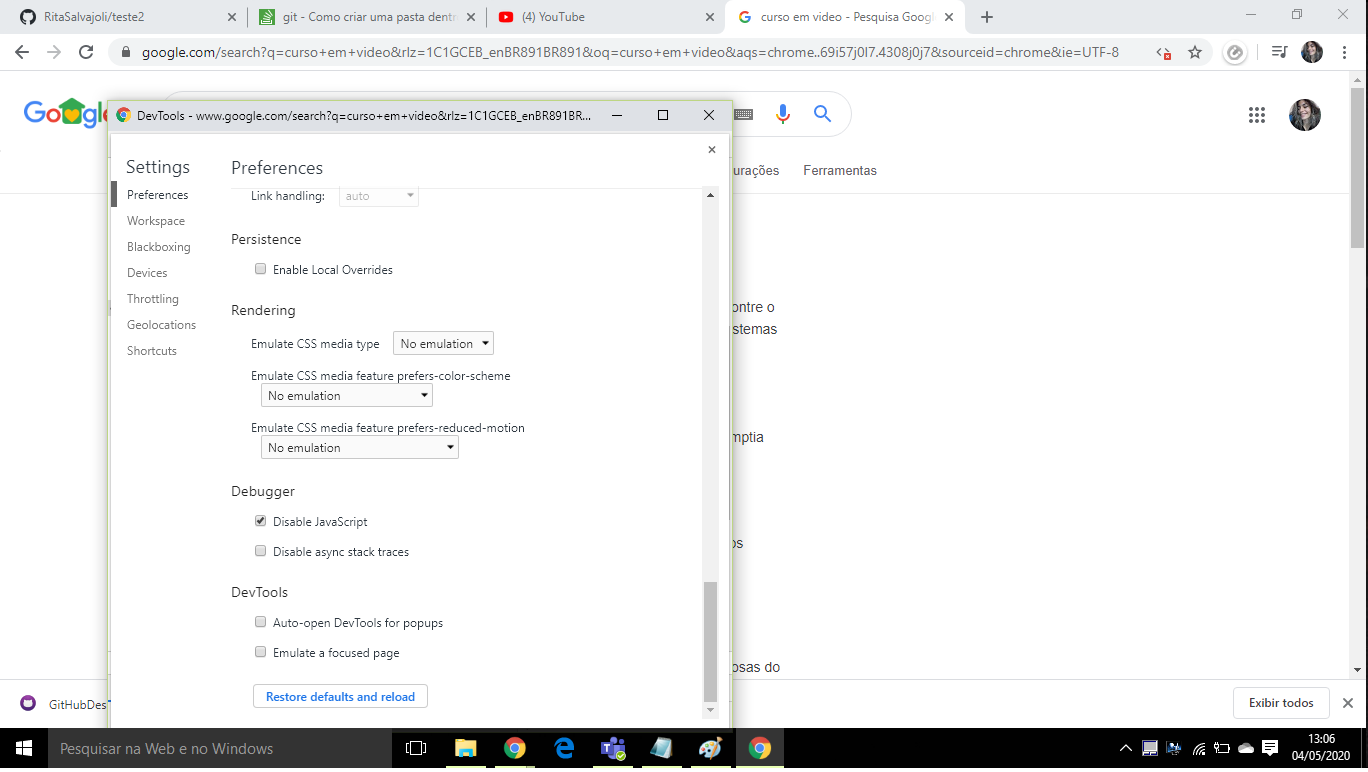 RitaSalvajoli/teste2
git - Como criar uma pasta dentr
(4) YouTube
curso em video - Pesquisa Googl
google.com/search?q=curso+em+video&rlz=1C1GCEB_enBR891BR891&oq=curso+em+video&aqs=chrome..69i57j0l7.4308j0j7&sourceid=chrome&ie=UTF-8
DevTools - www.google.com/search?q=curso+em+video&rlz=1C1GCEB_enBR891BR...
Settings
Preferences
Workspace
Blackboxing
Devices
Throttling
Geolocations
Shortcuts
Preferences
Link handling: auto
Persistence
Enable Local Overrides
Rendering
Emulate CSS media type No emulation
Emulate CSS media feature prefers-color-scheme
No emulation
Emulate CSS media feature prefers-reduced-motion
No emulation
Debugger
Disable JavaScript
Disable async stack traces
DevTools
Auto-open DevTools for popups
Emulate a focused page
Restore defaults and reload
urações Ferramentas
ontre o
stemas
mptia
os
osas do
GitHubDes
Exibir todos
Pesquisar na Web e no Windows
13:06
04/05/2020